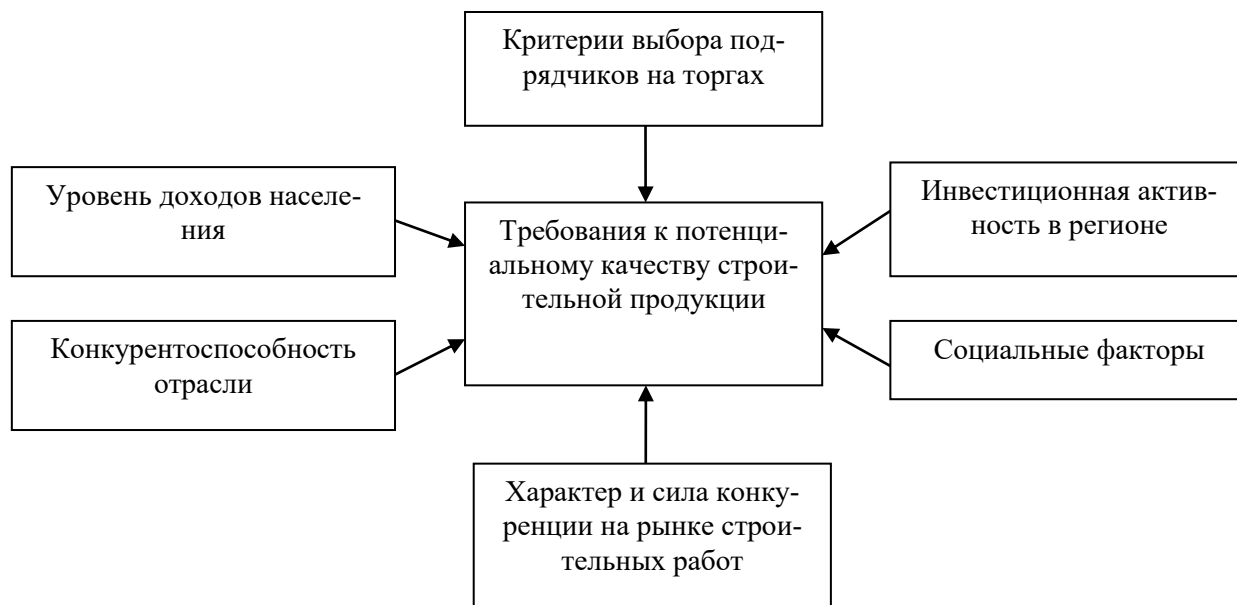 Критерии выбора под-
рядчиков на торгах
Уровень доходов населе-
ния
Требования к потенци-
альному качеству строи-
тельной продукции
Инвестиционная актив-
ность в регионе
Конкурентоспособность
отрасли
Социальные факторы
Характер и сила конку-
ренции на рынке строи-
тельных работ